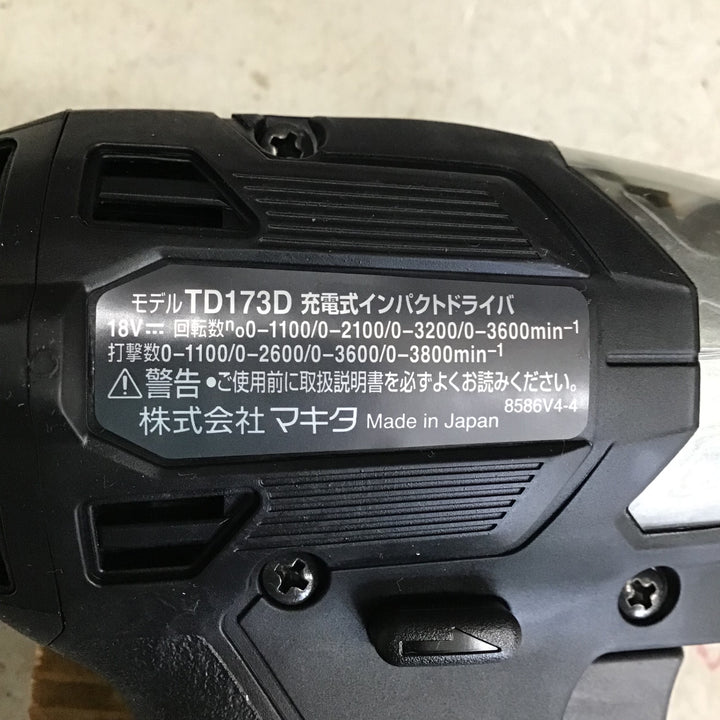 モデル TD173D 充電式インパクトドライバ
18V⎓ 回転数n₀0-1100/0-2100/0-3200/0-3600min⁻¹
打撃数0-1100/0-2600/0-3600/0-3800min⁻¹
⚠警告 ●ご使用前に取扱説明書を必ずよくお読みください。
8586V4-4
株式会社 マキタ Made in Japan